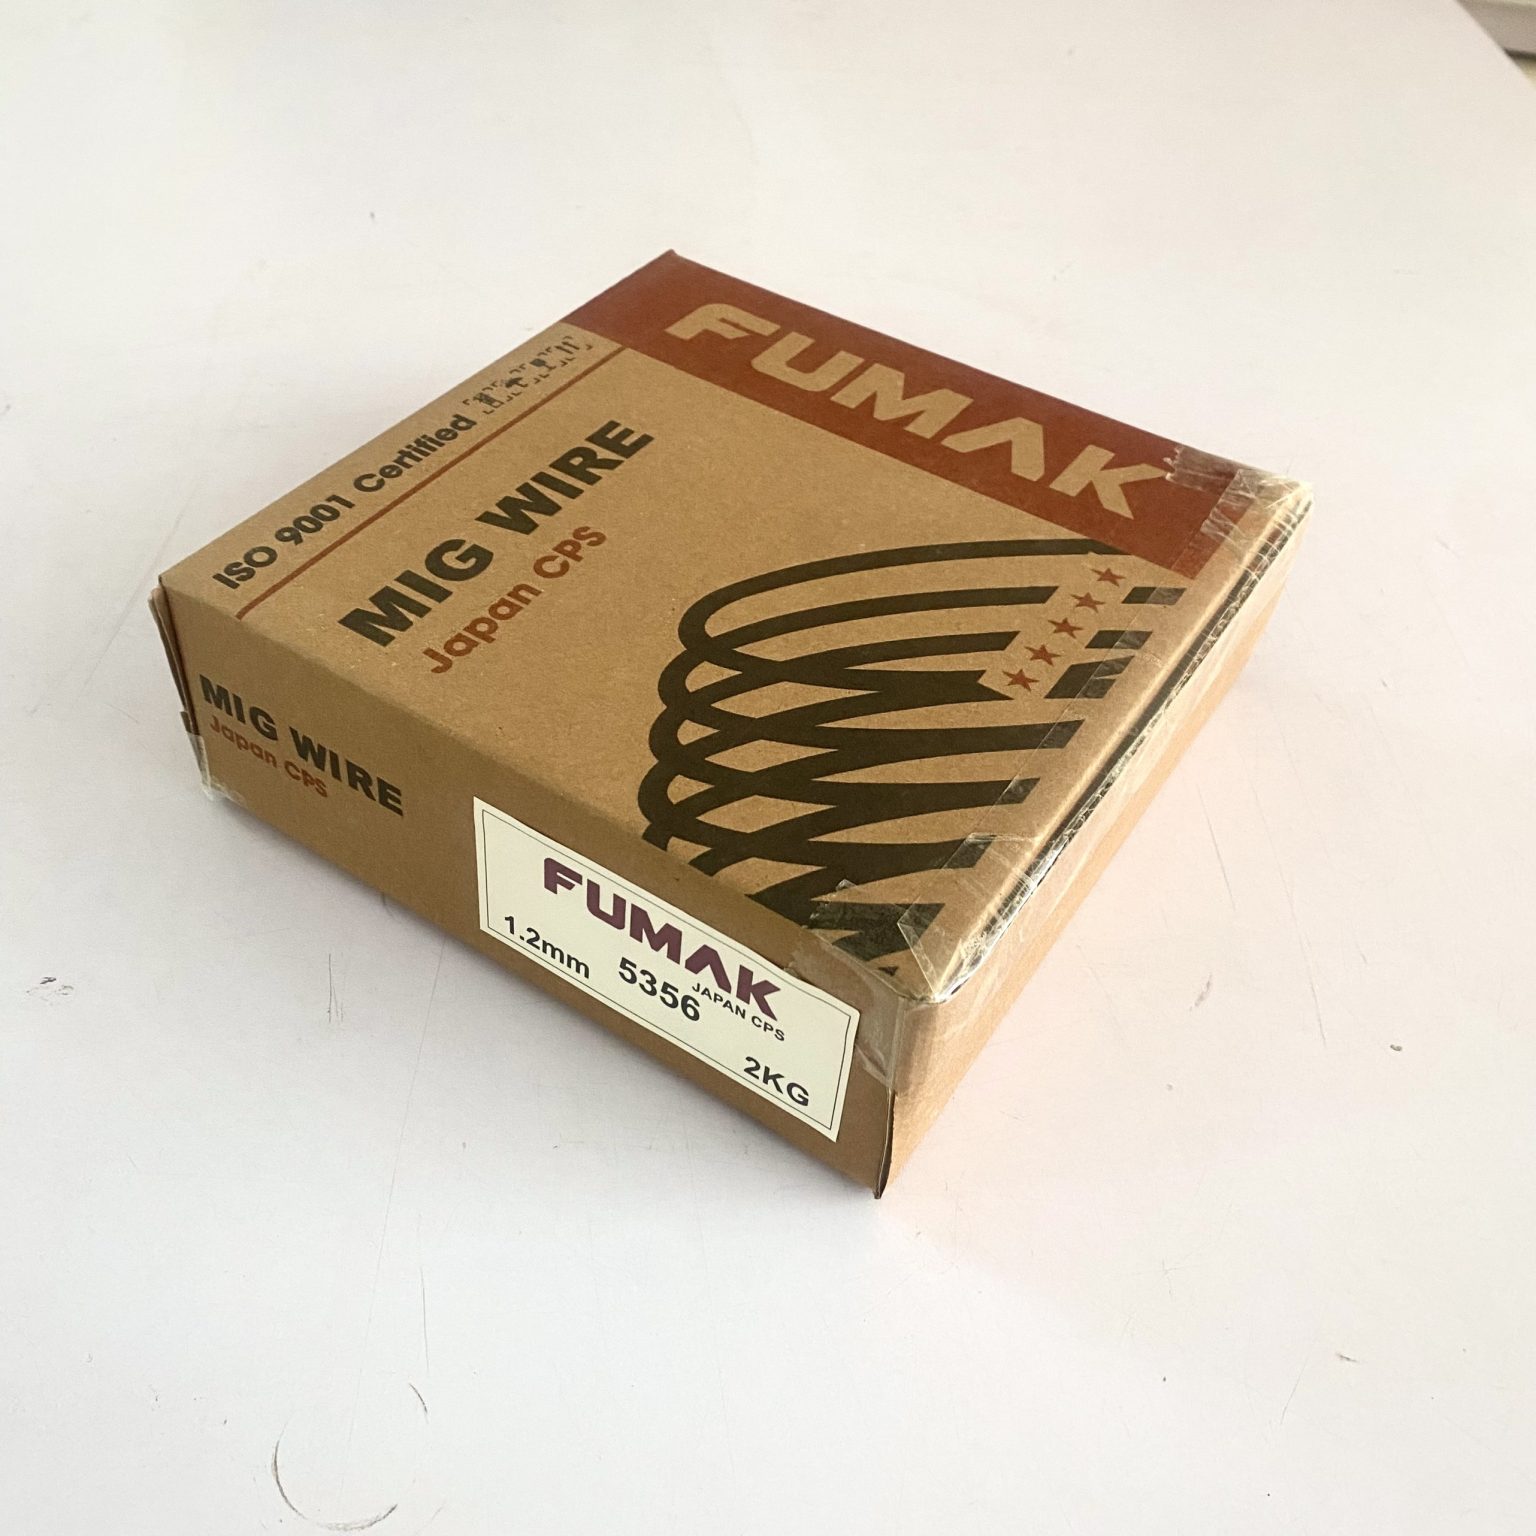 FUMAK
ISO 9001 Certified
MIG WIRE
Japan CPS
MIG WIRE
Japan CPS
FUMAK
JAPAN CPS
1.2mm 5356
2KG